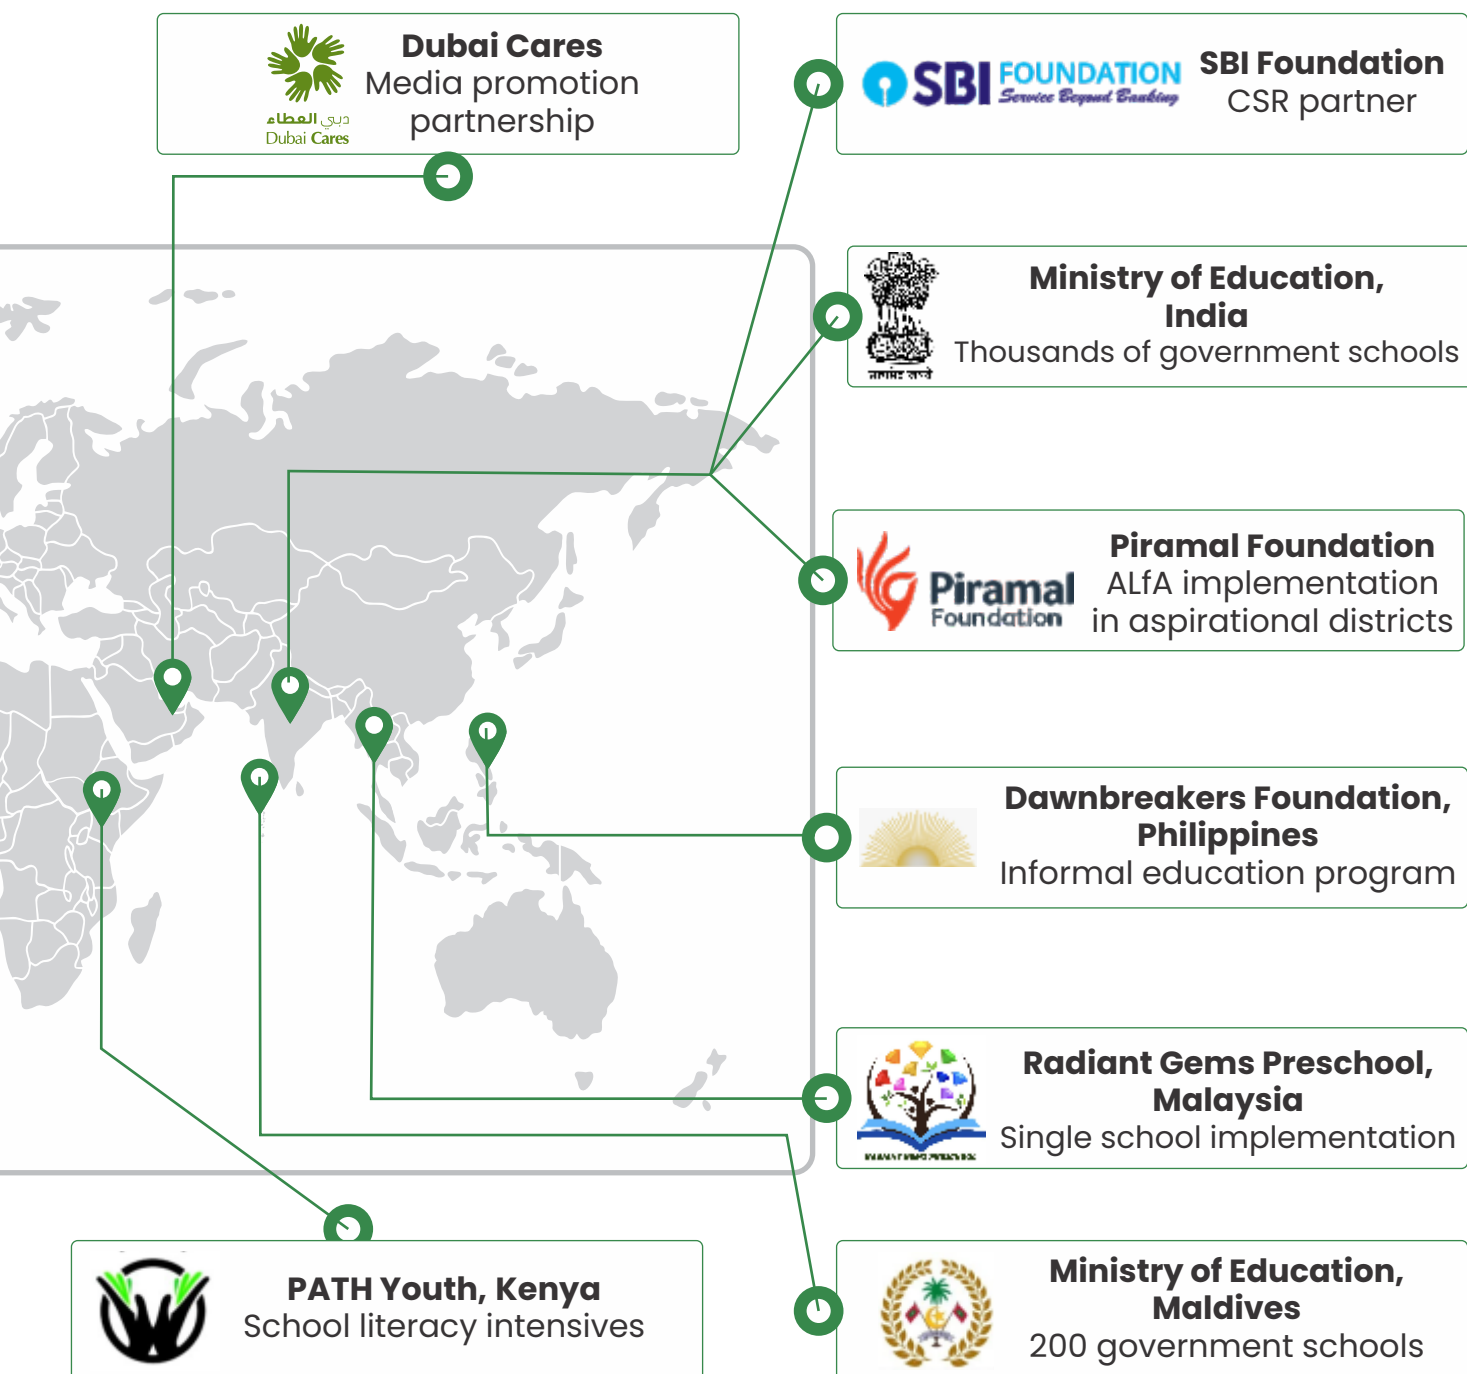 Dubai Cares
Media promotion
partnership
دبي العطاء
Dubai Cares
SBI FOUNDATION
Service Beyond Banking
SBI Foundation
CSR partner
Ministry of Education,
India
Thousands of government schools
Piramal
Foundation
Piramal Foundation
ALfA implementation
in aspirational districts
Dawnbreakers Foundation,
Philippines
Informal education program
Radiant Gems Preschool,
Malaysia
Single school implementation
PATH Youth, Kenya
School literacy intensives
Ministry of Education,
Maldives
200 government schools